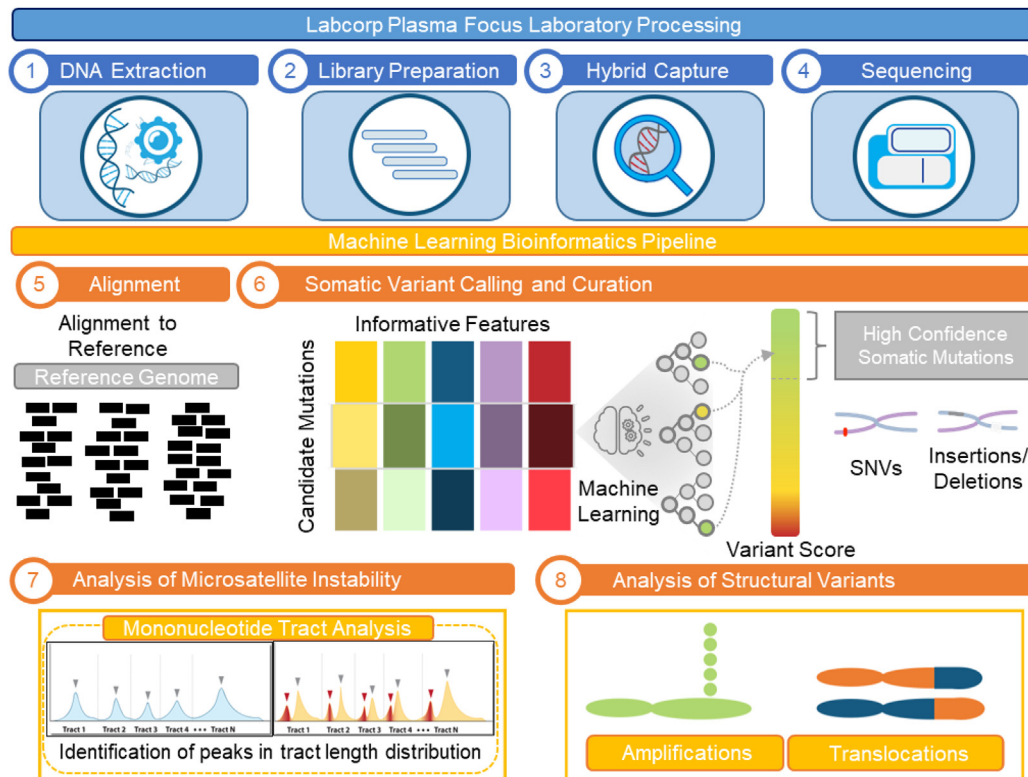 Labcorp Plasma Focus Laboratory Processing
1 DNA Extraction
2 Library Preparation
3 Hybrid Capture
4 Sequencing
Machine Learning Bioinformatics Pipeline
5 Alignment
6 Somatic Variant Calling and Curation
Alignment to
Reference
Reference Genome
Informative Features
Candidate Mutations
Machine
Learning
Variant Score
High Confidence
Somatic Mutations
SNVs
Insertions/
Deletions
7 Analysis of Microsatellite Instability
Mononucleotide Tract Analysis
Tract 1 Tract 2 Tract 3 Tract 4 ••• Tract N
Tract 1 Tract 2 Tract 3 Tract 4 ••• Tract N
Identification of peaks in tract length distribution
8 Analysis of Structural Variants
Amplifications
Translocations